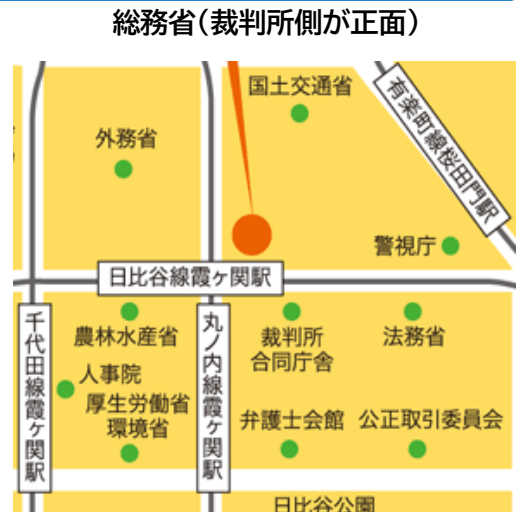 総務省（裁判所側が正面）
国土交通省
外務省
有楽町線桜田門駅
警視庁
日比谷線霞ヶ関駅
千代田線霞ヶ関駅
農林水産省
丸ノ内線霞ヶ関駅
裁判所
合同庁舎
法務省
人事院
厚生労働省
環境省
弁護士会館
公正取引委員会
日比谷公園